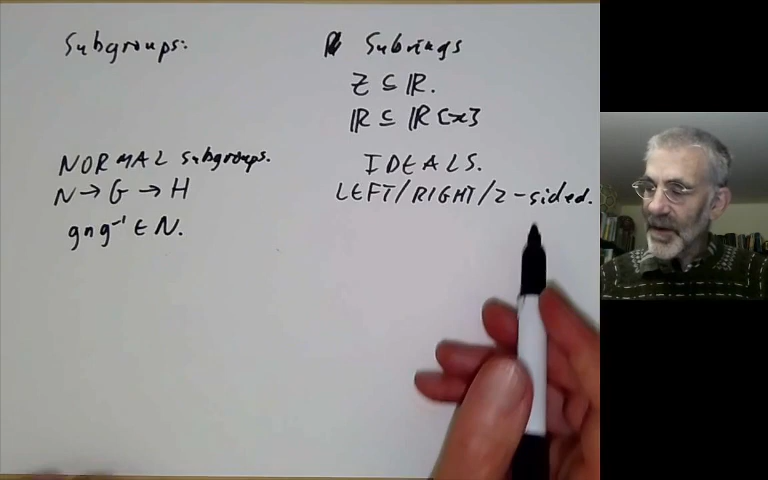 Subgroups:
Subrings
Z ⊆ ℝ.
ℝ ⊆ ℝ[x]
NORMAL subgroups.
N → G → H
gng⁻¹ ∈ N.
IDEALS.
LEFT/RIGHT/2-sided.